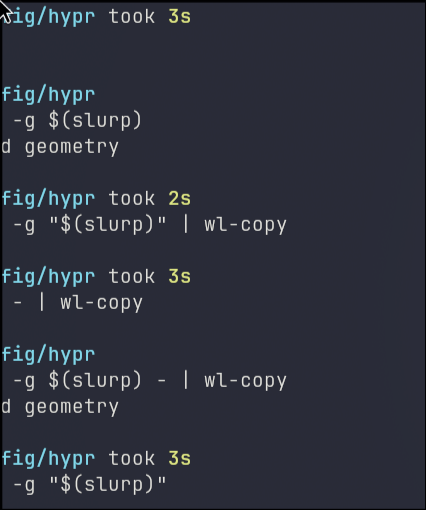 fig/hypr took 3s
fig/hypr
-g $(slurp)
d geometry
fig/hypr took 2s
-g "$(slurp)" | wl-copy
fig/hypr took 3s
- | wl-copy
fig/hypr
-g $(slurp) - | wl-copy
d geometry
fig/hypr took 3s
-g "$(slurp)"